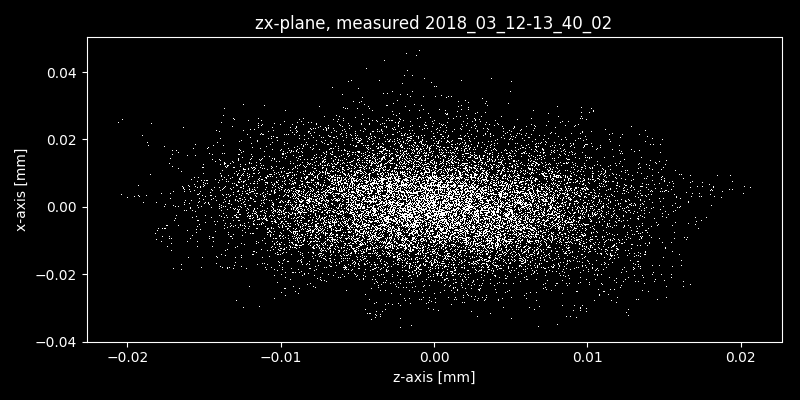 zx-plane, measured 2018_03_12-13_40_02
0.04
0.02
0.00
−0.02
−0.04
x-axis [mm]
−0.02 −0.01 0.00 0.01 0.02
z-axis [mm]